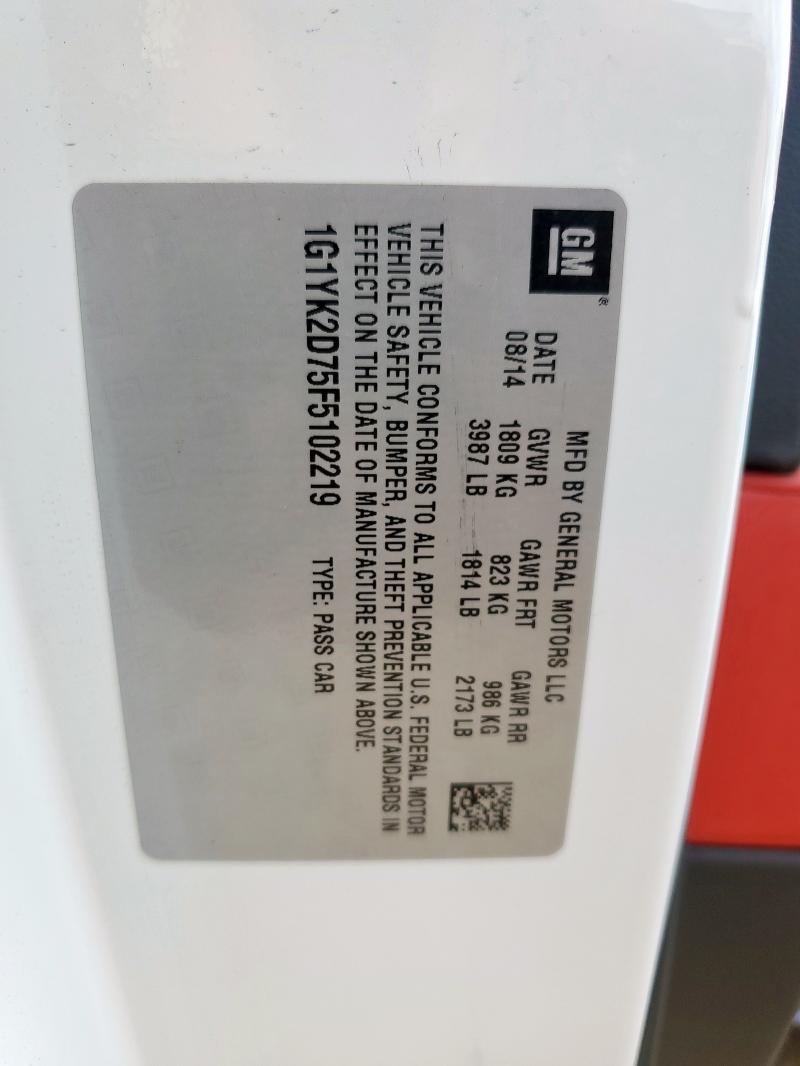 GM
®
MFD BY GENERAL MOTORS LLC
DATE GVWR GAWR FRT GAWR RR
08/14 1809 KG 823 KG 986 KG
3987 LB 1814 LB 2173 LB
THIS VEHICLE CONFORMS TO ALL APPLICABLE U.S. FEDERAL MOTOR
VEHICLE SAFETY, BUMPER, AND THEFT PREVENTION STANDARDS IN
EFFECT ON THE DATE OF MANUFACTURE SHOWN ABOVE.
1G1YK2D75F5102219 TYPE: PASS CAR